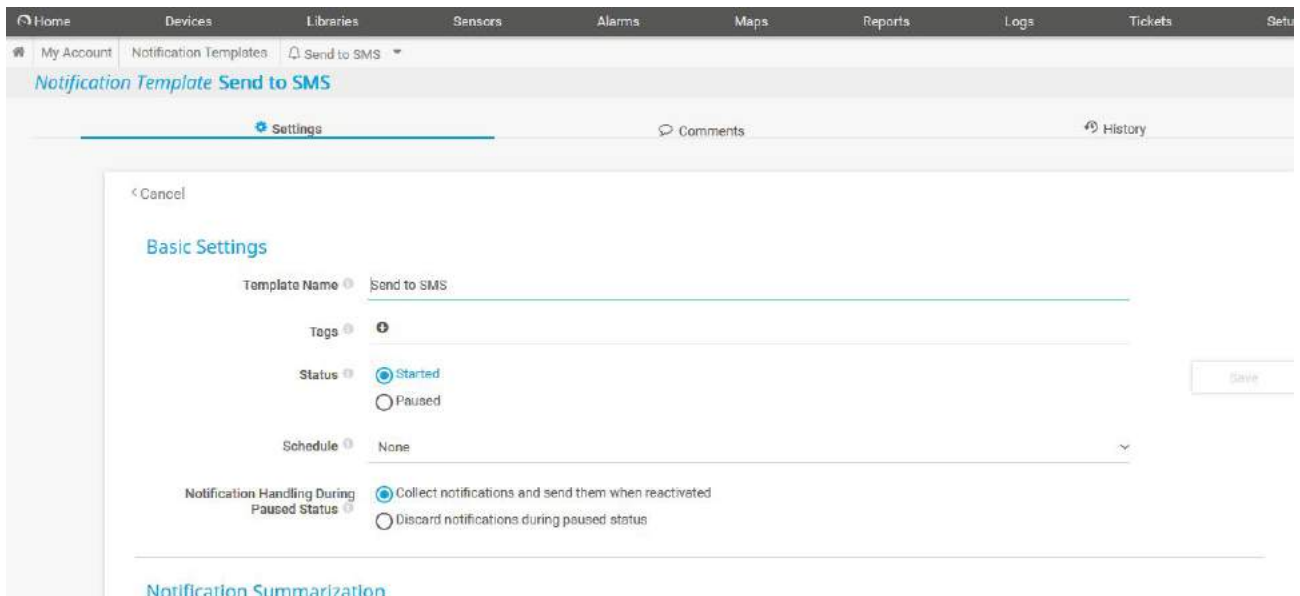 Home Devices Libraries Sensors Alarms Maps Reports Logs Tickets Setu
My Account Notification Templates Send to SMS
Notification Template Send to SMS
Settings Comments History
<Cancel
Basic Settings
Template Name Send to SMS
Tags
Status Started
Save
Paused
Schedule None
Notification Handling During Collect notifications and send them when reactivated
Paused Status
Discard notifications during paused status
Notification Summarization